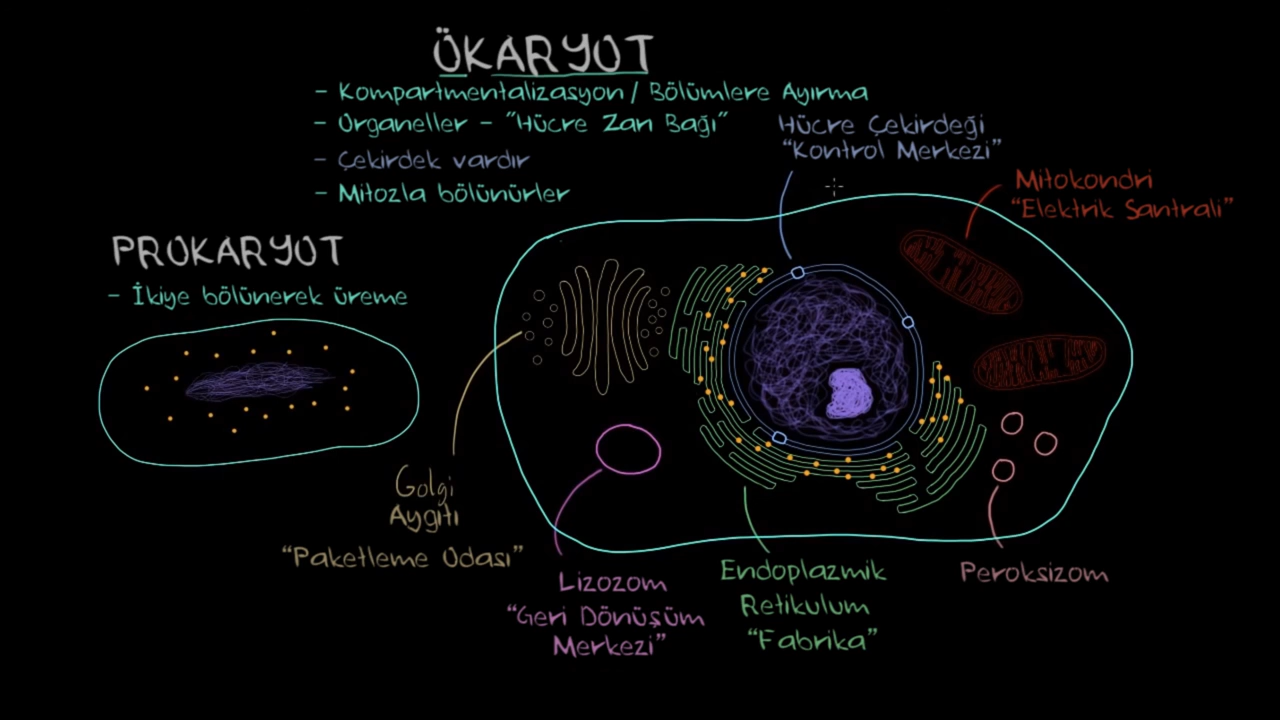 ÖKARYOT
- Kompartmentalizasyon / Bölümlere Ayırma
- Organeller - "Hücre Zarı Bağı"
- Çekirdek vardır
- Mitozla bölünürler
Hücre Çekirdeği
"Kontrol Merkezi"
Mitokondri
"Elektrik Santrali"
PROKARYOT
- İkiye bölünerek üreme
Golgi
Aygıtı
"Paketleme Odası"
Lizozom
"Geri Dönüşüm
Merkezi"
Endoplazmik
Retikulum
"Fabrika"
Peroksizom